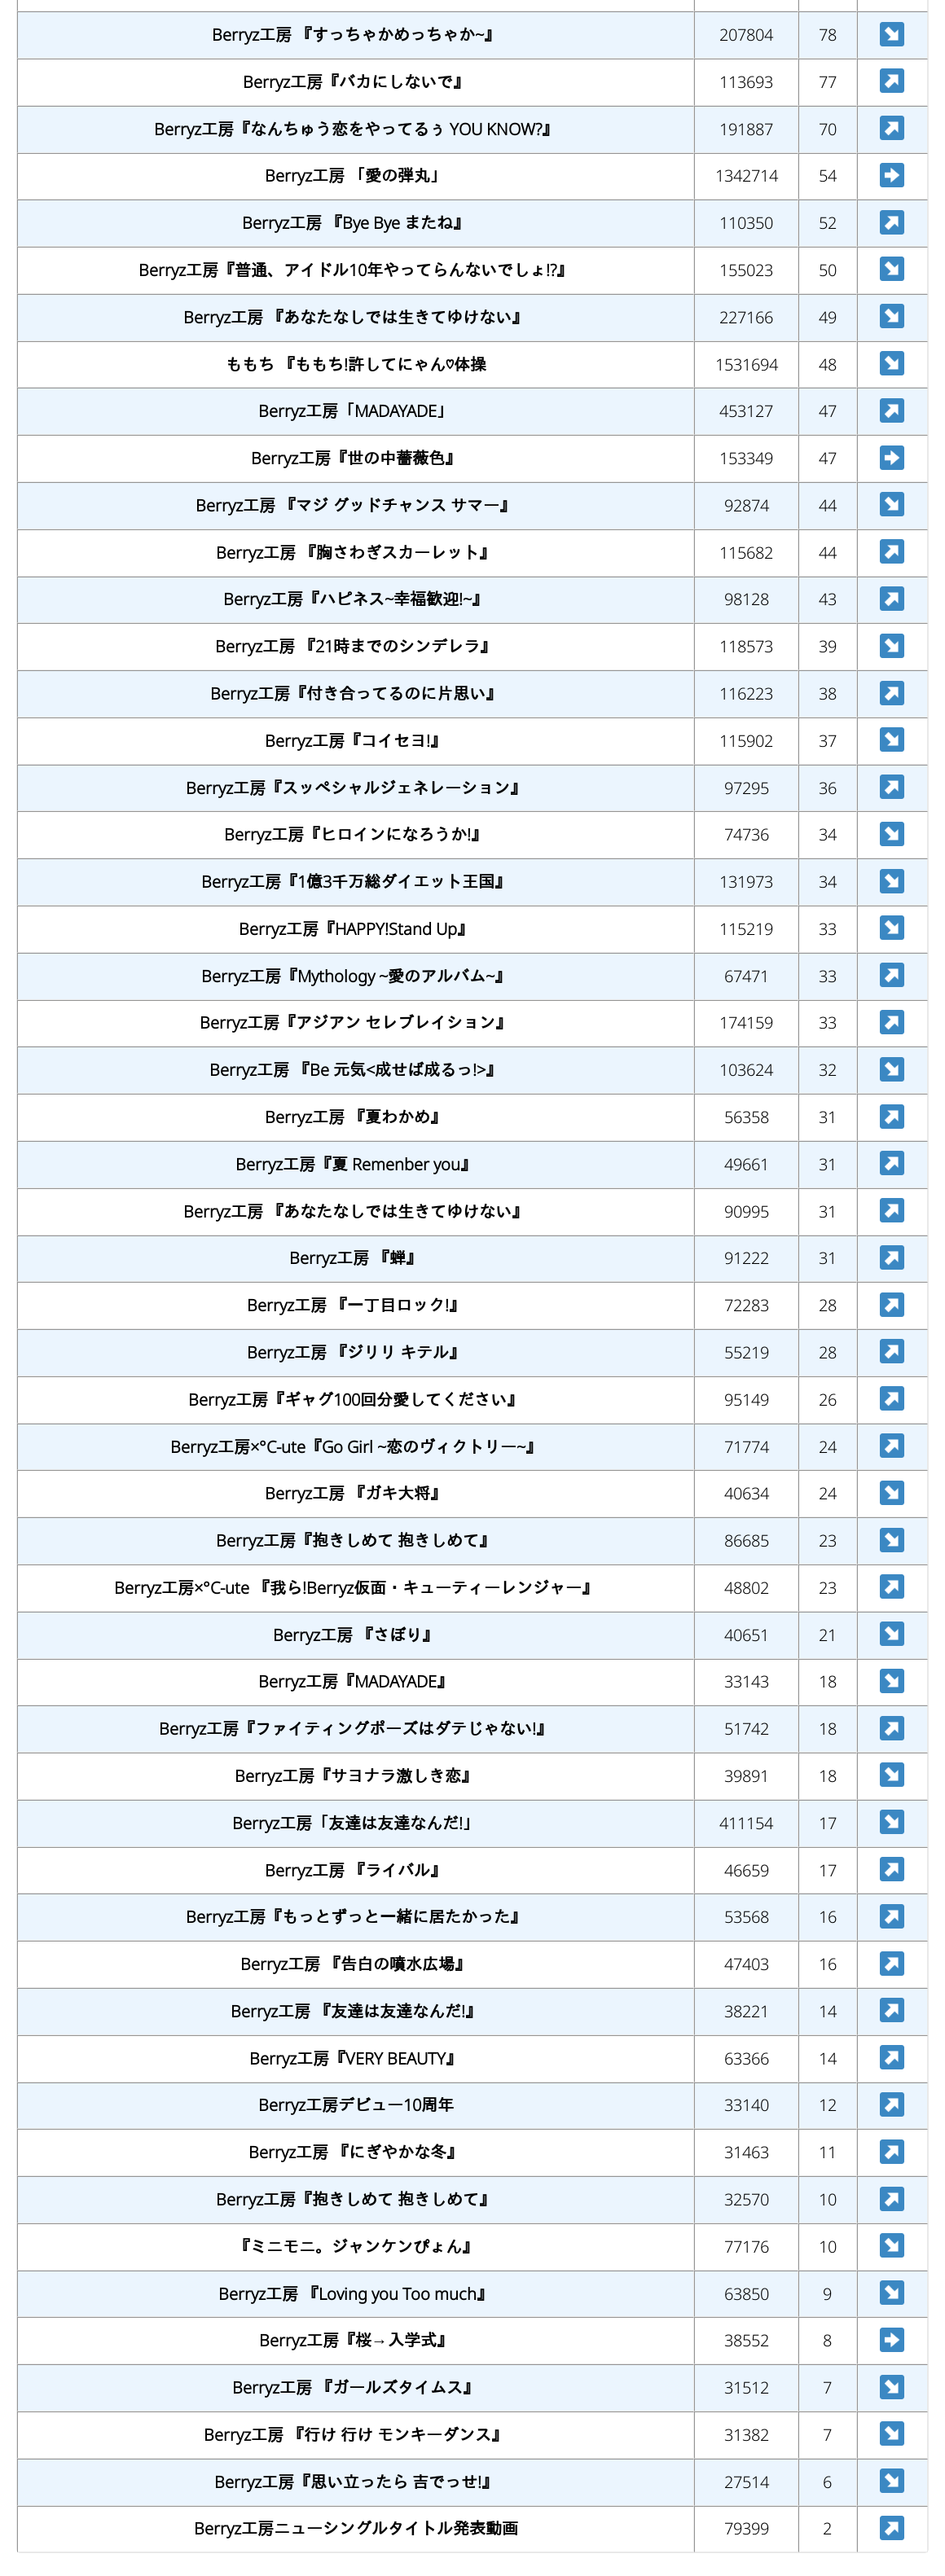 Berryz工房 『すっちゃかめっちゃか~』 207804 78 ↘
Berryz工房『バカにしないで』 113693 77 ↗
Berryz工房『なんちゅう恋をやってるぅ YOU KNOW?』 191887 70 ↗
Berryz工房 「愛の弾丸」 1342714 54 ➡
Berryz工房 『Bye Bye またね』 110350 52 ↗
Berryz工房『普通、アイドル10年やってらんないでしょ!?』 155023 50 ↘
Berryz工房 『あなたなしでは生きてゆけない』 227166 49 ↘
ももち 『ももち!許してにゃん♡体操 1531694 48 ↘
Berryz工房「MADAYADE」 453127 47 ↗
Berryz工房『世の中薔薇色』 153349 47 ➡
Berryz工房 『マジ グッドチャンス サマー』 92874 44 ↘
Berryz工房 『胸さわぎスカーレット』 115682 44 ↗
Berryz工房『ハピネス~幸福歓迎!~』 98128 43 ↗
Berryz工房 『21時までのシンデレラ』 118573 39 ↘
Berryz工房『付き合ってるのに片思い』 116223 38 ↗
Berryz工房『コイセヨ!』 115902 37 ↘
Berryz工房『スッペシャルジェネレーション』 97295 36 ↗
Berryz工房『ヒロインになろうか!』 74736 34 ↘
Berryz工房『1億3千万総ダイエット王国』 131973 34 ↘
Berryz工房『HAPPY!Stand Up』 115219 33 ↘
Berryz工房『Mythology ~愛のアルバム~』 67471 33 ↗
Berryz工房『アジアン セレブレイション』 174159 33 ↗
Berryz工房 『Be 元気<成せば成るっ!>』 103624 32 ↘
Berryz工房 『夏わかめ』 56358 31 ↗
Berryz工房『夏 Remenber you』 49661 31 ↗
Berryz工房 『あなたなしでは生きてゆけない』 90995 31 ↗
Berryz工房 『蝉』 91222 31 ↗
Berryz工房 『一丁目ロック!』 72283 28 ↗
Berryz工房 『ジリリ キテル』 55219 28 ↗
Berryz工房『ギャグ100回分愛してください』 95149 26 ↗
Berryz工房×°C-ute『Go Girl ~恋のヴィクトリー~』 71774 24 ↗
Berryz工房 『ガキ大将』 40634 24 ↘
Berryz工房『抱きしめて 抱きしめて』 86685 23 ↘
Berryz工房×°C-ute 『我ら!Berryz仮面・キューティーレンジャー』 48802 23 ↗
Berryz工房 『さぼり』 40651 21 ↘
Berryz工房『MADAYADE』 33143 18 ↘
Berryz工房『ファイティングポーズはダテじゃない!』 51742 18 ↗
Berryz工房『サヨナラ激しき恋』 39891 18 ↘
Berryz工房「友達は友達なんだ!」 411154 17 ↘
Berryz工房 『ライバル』 46659 17 ↗
Berryz工房『もっとずっと一緒に居たかった』 53568 16 ↗
Berryz工房 『告白の噴水広場』 47403 16 ↗
Berryz工房 『友達は友達なんだ!』 38221 14 ↗
Berryz工房『VERY BEAUTY』 63366 14 ↗
Berryz工房デビュー10周年 33140 12 ↗
Berryz工房 『にぎやかな冬』 31463 11 ↗
Berryz工房『抱きしめて 抱きしめて』 32570 10 ↗
『ミニモニ。ジャンケンぴょん』 77176 10 ↘
Berryz工房 『Loving you Too much』 63850 9 ↘
Berryz工房『桜→入学式』 38552 8 ➡
Berryz工房 『ガールズタイムス』 31512 7 ↘
Berryz工房 『行け 行け モンキーダンス』 31382 7 ↘
Berryz工房『思い立ったら 吉でっせ!』 27514 6 ↘
Berryz工房ニューシングルタイトル発表動画 79399 2 ↗